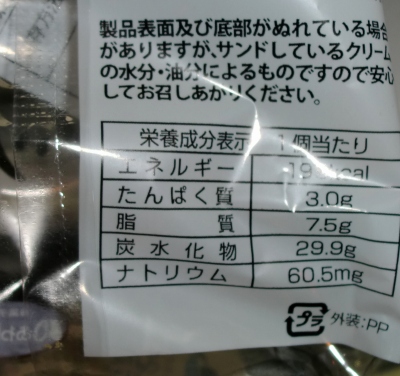 製品表面及び底部がぬれている場合
がありますが、サンドしているクリーム
の水分・油分によるものですので安心
してお召しあがりください。
栄養成分表示 1個当たり
エネルギー
たんぱく質 3.0g
脂質 7.5g
炭水化物 29.9g
ナトリウム 60.5mg
プラ 外装:PP